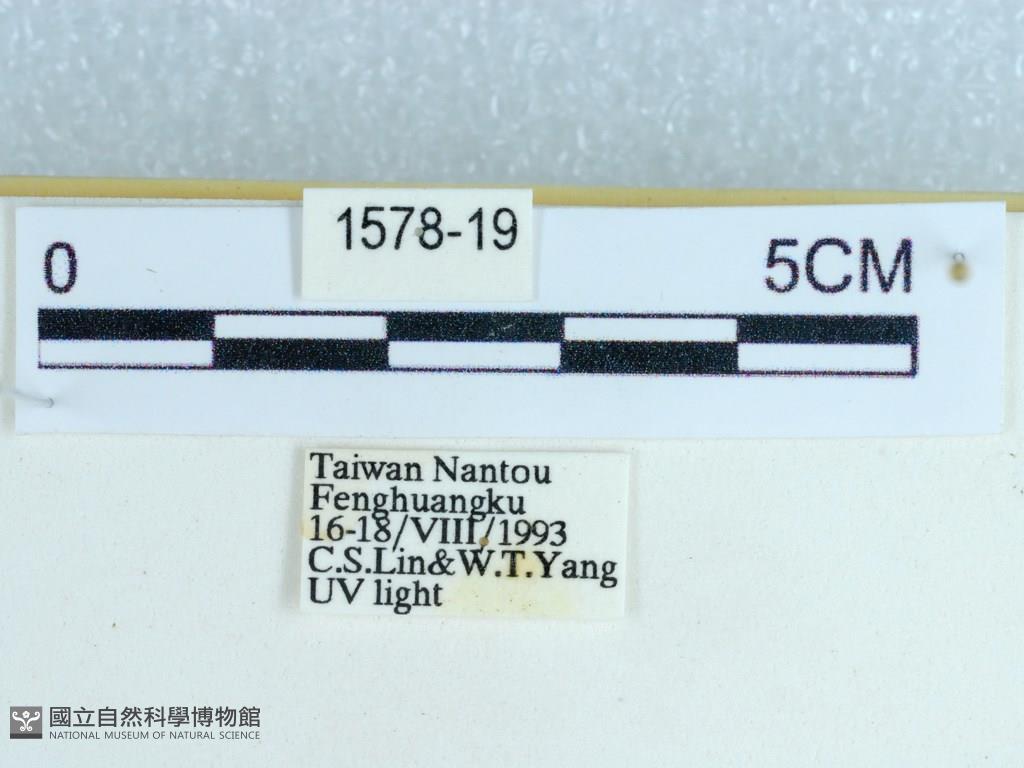 1578-19
0 5CM
Taiwan Nantou
Fenghuangku
16-18/VIII/1993
C.S.Lin&W.T.Yang
UV light
國立自然科學博物館
NATIONAL MUSEUM OF NATURAL SCIENCE